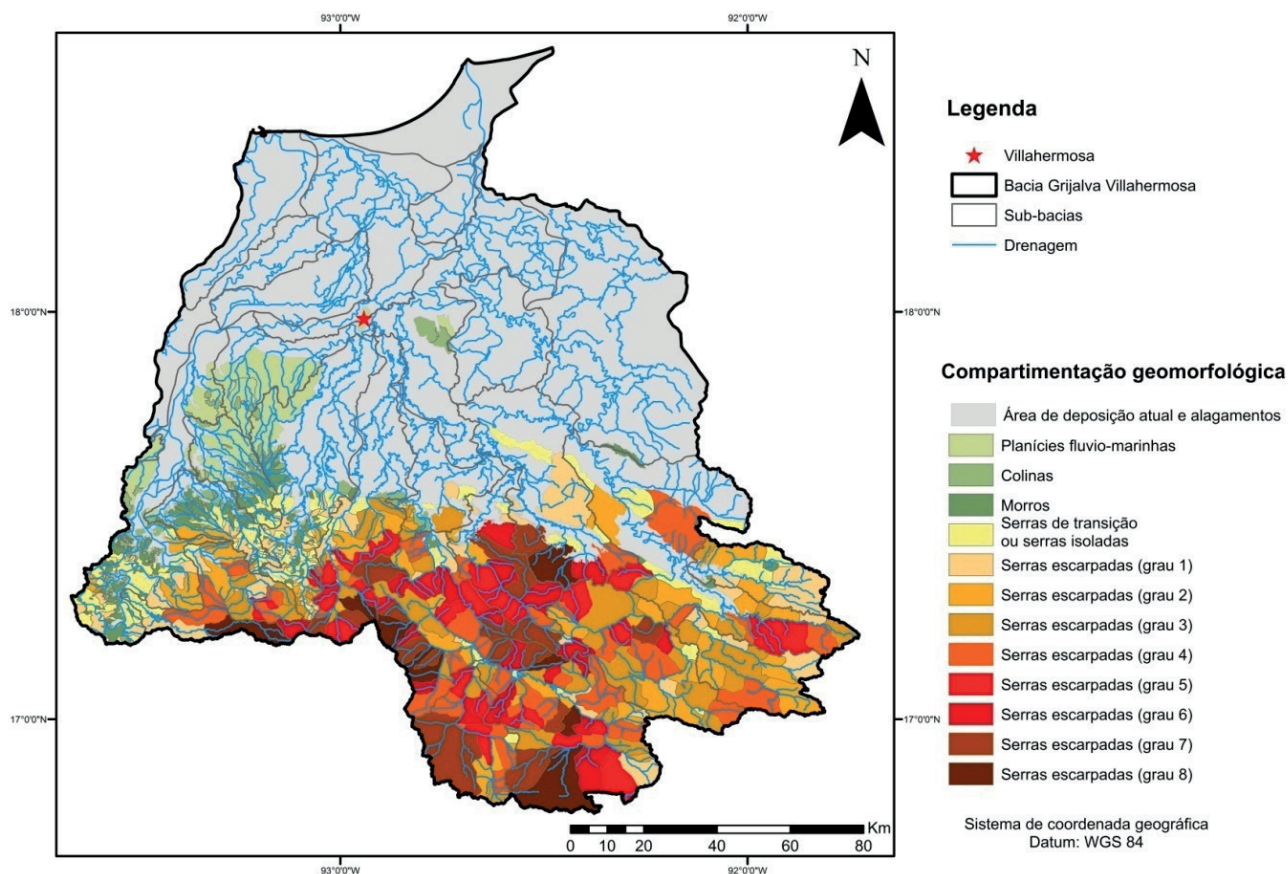 93°0'0"W
92°0'0"W
N
18°0'0"N
18°0'0"N
17°0'0"N
17°0'0"N
Km
0 10 20 40 60 80
93°0'0"W
92°0'0"W
Legenda
Villahermosa
Bacia Grijalva Villahermosa
Sub-bacias
Drenagem
Compartimentação geomorfológica
Área de deposição atual e alagamentos
Planícies fluvio-marinhas
Colinas
Morros
Serras de transição
ou serras isoladas
Serras escarpadas (grau 1)
Serras escarpadas (grau 2)
Serras escarpadas (grau 3)
Serras escarpadas (grau 4)
Serras escarpadas (grau 5)
Serras escarpadas (grau 6)
Serras escarpadas (grau 7)
Serras escarpadas (grau 8)
Sistema de coordenada geográfica
Datum: WGS 84